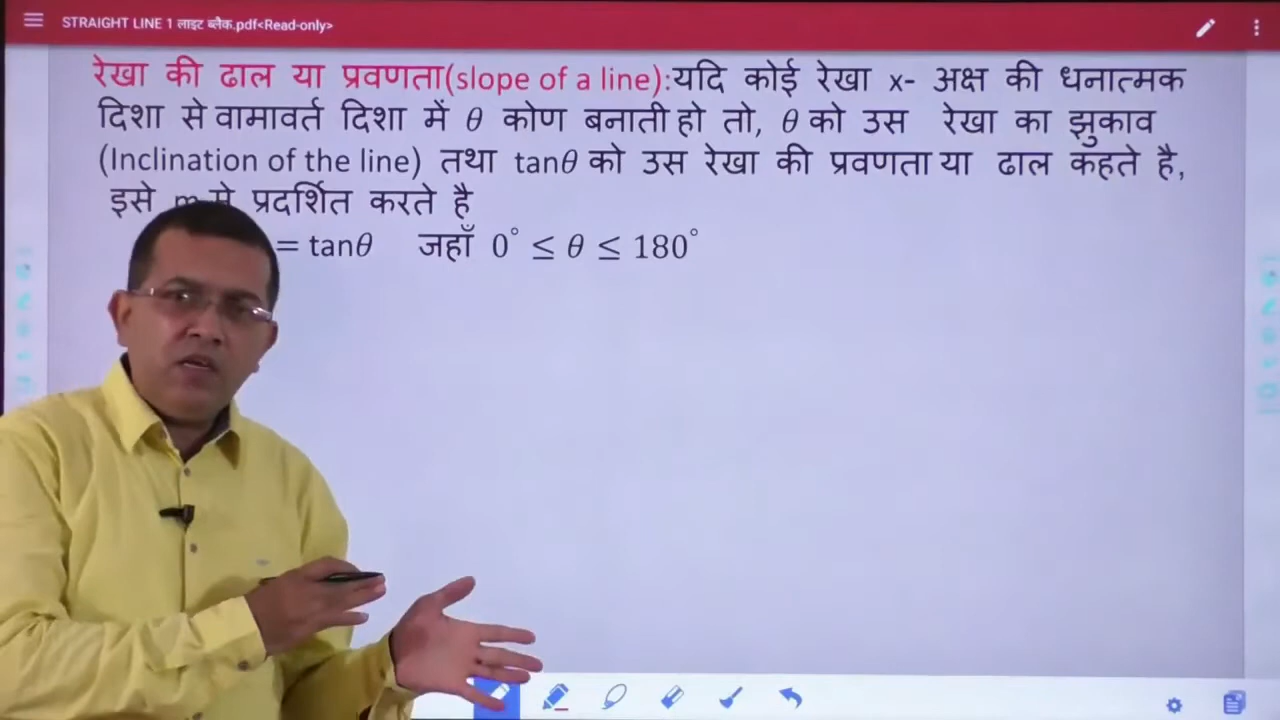 STRAIGHT LINE 1 लाइट ब्लैक.pdf<Read-only>
रेखा की ढाल या प्रवणता(slope of a line):यदि कोई रेखा x- अक्ष की धनात्मक
दिशा से वामावर्त दिशा में θ कोण बनाती हो तो, θ को उस रेखा का झुकाव
(Inclination of the line) तथा tanθ को उस रेखा की प्रवणता या ढाल कहते है,
इसे m से प्रदर्शित करते है
= tanθ जहाँ 0° ≤ θ ≤ 180°